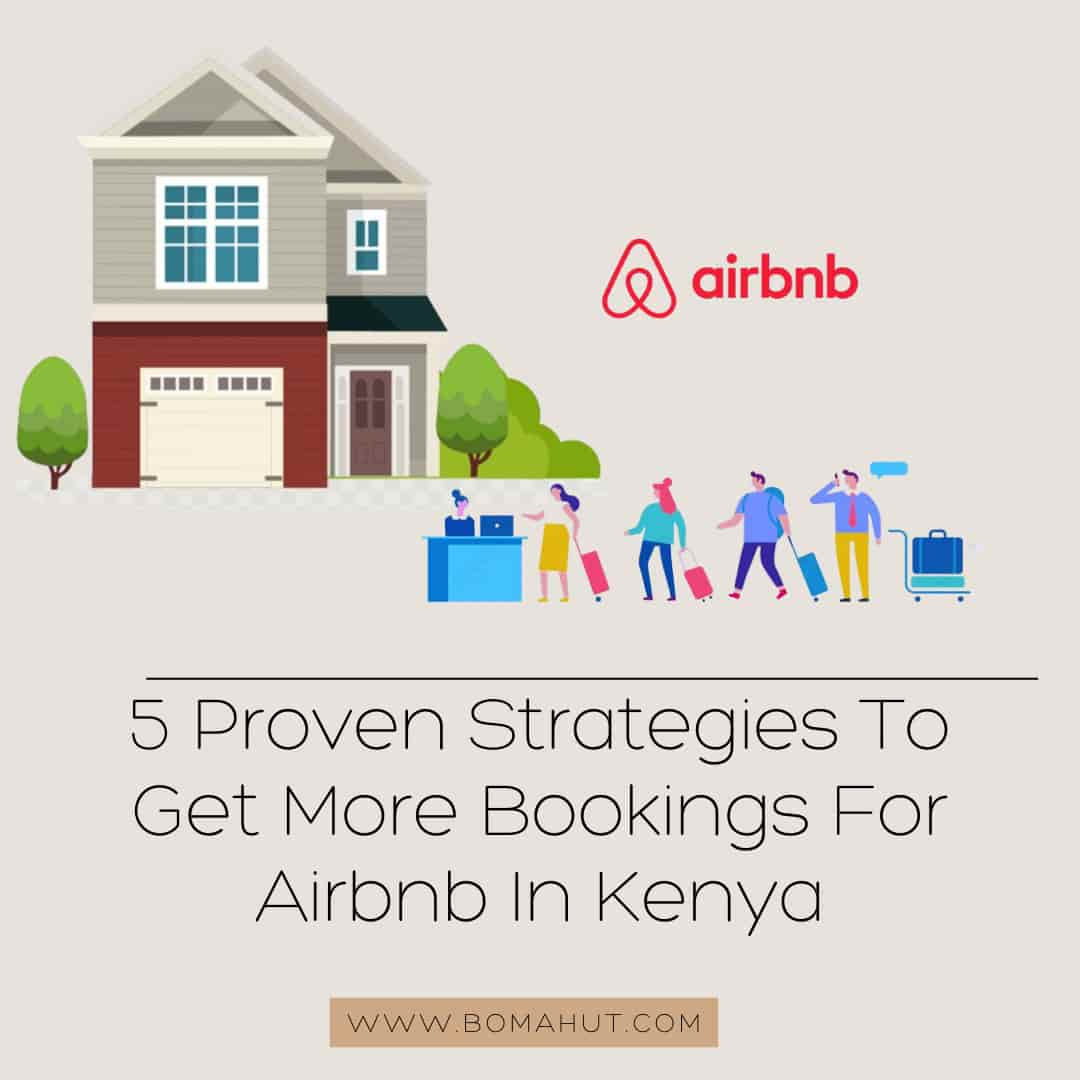 airbnb
5 Proven Strategies To
Get More Bookings For
Airbnb In Kenya
WWW.BOMAHUT.COM